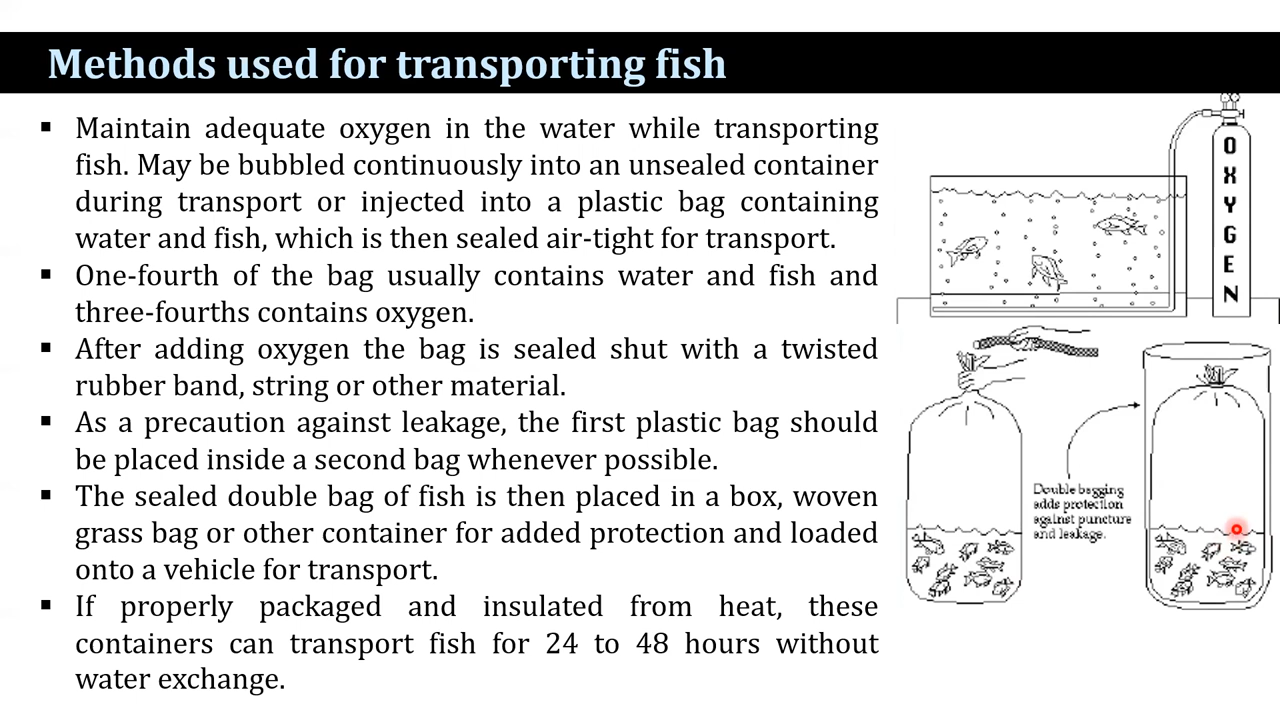 Methods used for transporting fish
▪ Maintain adequate oxygen in the water while transporting
fish. May be bubbled continuously into an unsealed container
during transport or injected into a plastic bag containing
water and fish, which is then sealed air-tight for transport.
▪ One-fourth of the bag usually contains water and fish and
three-fourths contains oxygen.
▪ After adding oxygen the bag is sealed shut with a twisted
rubber band, string or other material.
▪ As a precaution against leakage, the first plastic bag should
be placed inside a second bag whenever possible.
▪ The sealed double bag of fish is then placed in a box, woven
grass bag or other container for added protection and loaded
onto a vehicle for transport.
▪ If properly packaged and insulated from heat, these
containers can transport fish for 24 to 48 hours without
water exchange.
OXYGEN
Double bagging
adds protection
against puncture
and leakage.